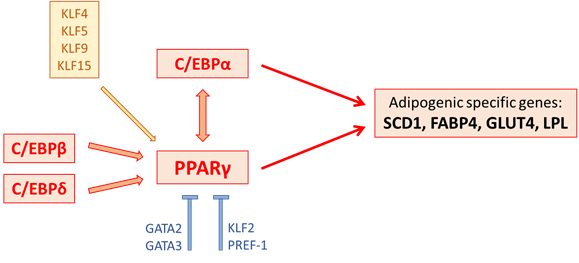 KLF4
KLF5
KLF9
KLF15
C/EBPα
Adipogenic specific genes:
SCD1, FABP4, GLUT4, LPL
C/EBPβ
PPARγ
C/EBPδ
GATA2
GATA3
KLF2
PREF-1